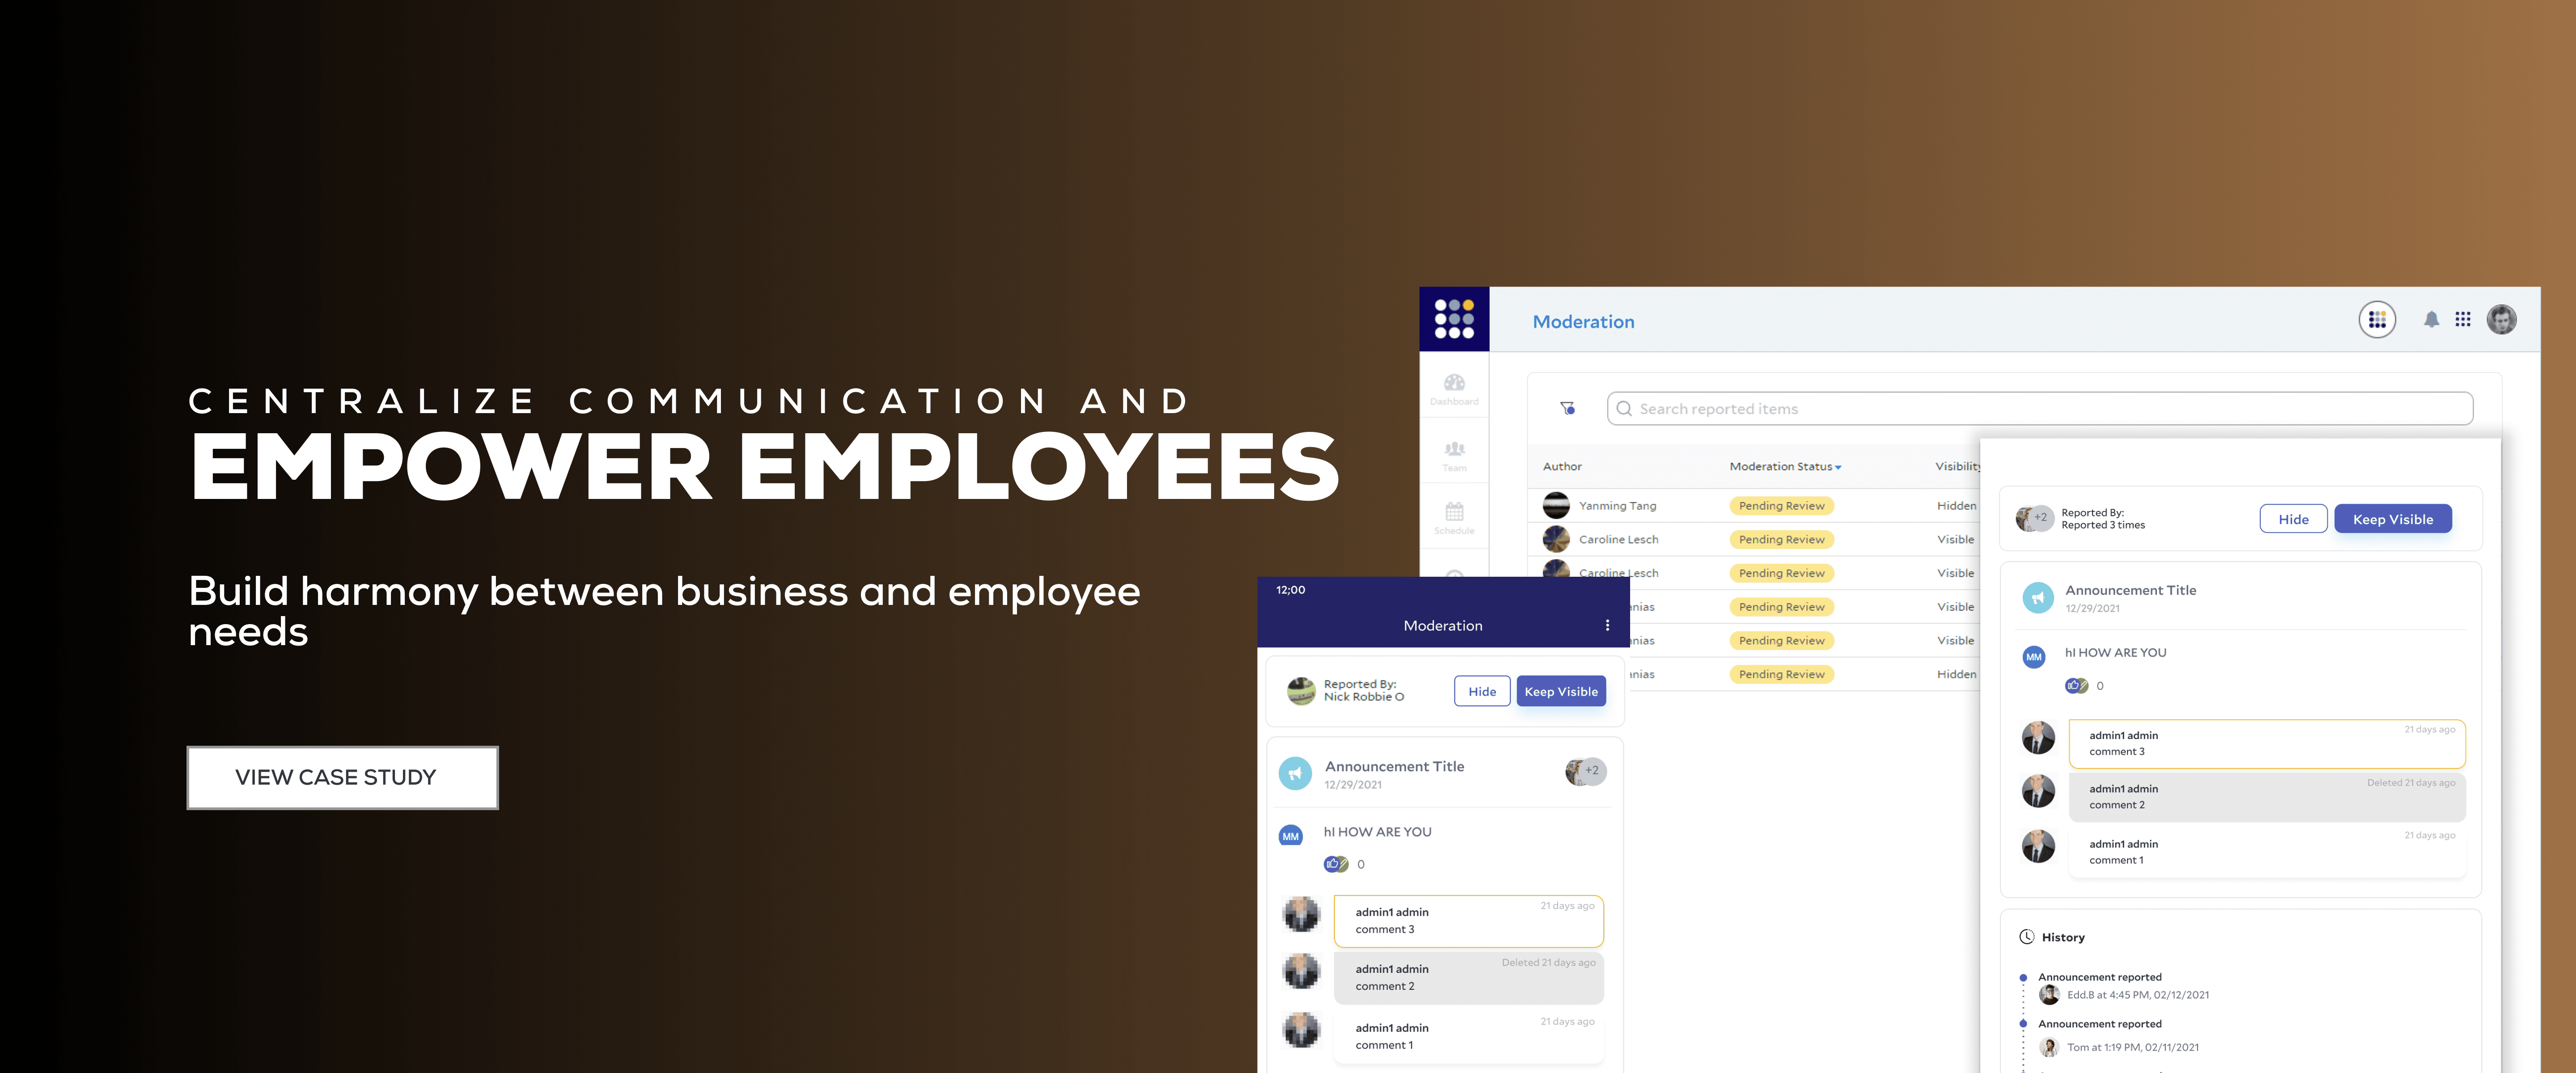 CENTRALIZE COMMUNICATION AND
EMPOWER EMPLOYEES
Build harmony between business and employee
needs
VIEW CASE STUDY
Moderation
Dashboard
Team
Schedule
Search reported items
Author Moderation Status Visibility
Yanming Tang Pending Review Hidden
Caroline Lesch Pending Review Visible
Caroline Lesch Pending Review Visible
nias Pending Review Visible
nias Pending Review Visible
nias Pending Review Hidden
12;00
Moderation
Reported By:
Nick Robbie O
Hide
Keep Visible
Announcement Title
12/29/2021
+2
MM
hI HOW ARE YOU
0
21 days ago
admin1 admin
comment 3
Deleted 21 days ago
admin1 admin
comment 2
21 days ago
admin1 admin
comment 1
+2
Reported By:
Reported 3 times
Hide
Keep Visible
Announcement Title
12/29/2021
MM
hI HOW ARE YOU
0
21 days ago
admin1 admin
comment 3
Deleted 21 days ago
admin1 admin
comment 2
21 days ago
admin1 admin
comment 1
History
Announcement reported
Edd.B at 4:45 PM, 02/12/2021
Announcement reported
Tom at 1:19 PM, 02/11/2021